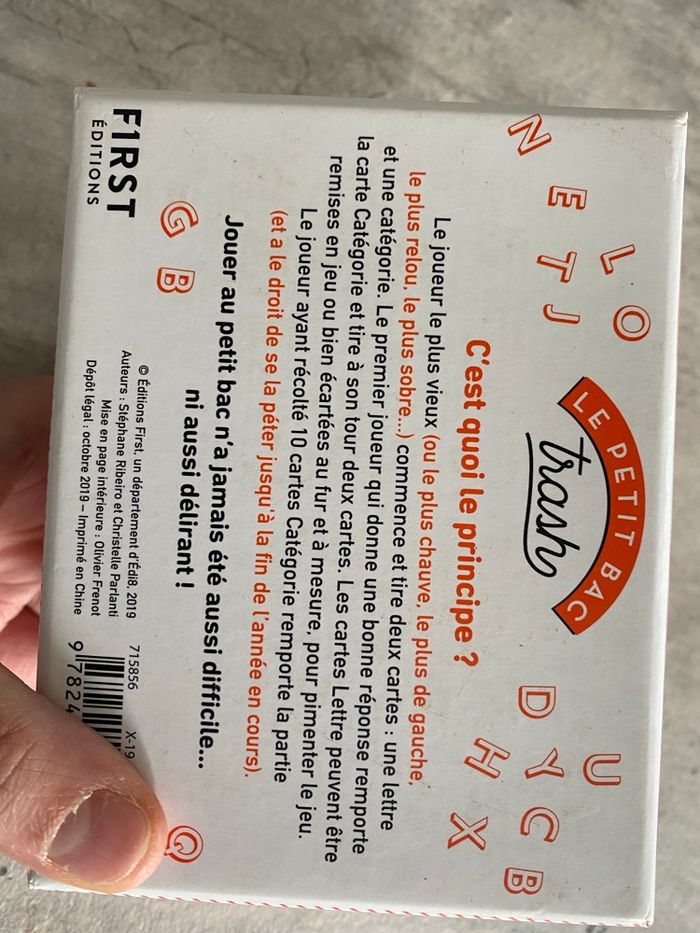 N E T J L O
LE PETIT BAC
trash
U
D Y C B
H X
C'est quoi le principe ?
Le joueur le plus vieux (ou le plus chauve, le plus de gauche,
le plus relou, le plus sobre...) commence et tire deux cartes : une lettre
et une catégorie. Le premier joueur qui donne une bonne réponse remporte
la carte Catégorie et tire à son tour deux cartes. Les cartes Lettre peuvent être
remises en jeu ou bien écartées au fur et à mesure, pour pimenter le jeu.
Le joueur ayant récolté 10 cartes Catégorie remporte la partie
(et a le droit de se la péter jusqu'à la fin de l'année en cours).
Jouer au petit bac n'a jamais été aussi difficile...
ni aussi délirant !
G B
Q
F1RST
ÉDITIONS
© Éditions First, un département d'Édi8, 2019
Auteurs : Stéphane Ribeiro et Christelle Parlanti
Mise en page intérieure : Olivier Frenot
Dépôt légal : octobre 2019 – Imprimé en Chine
715856 X-19
9 7824